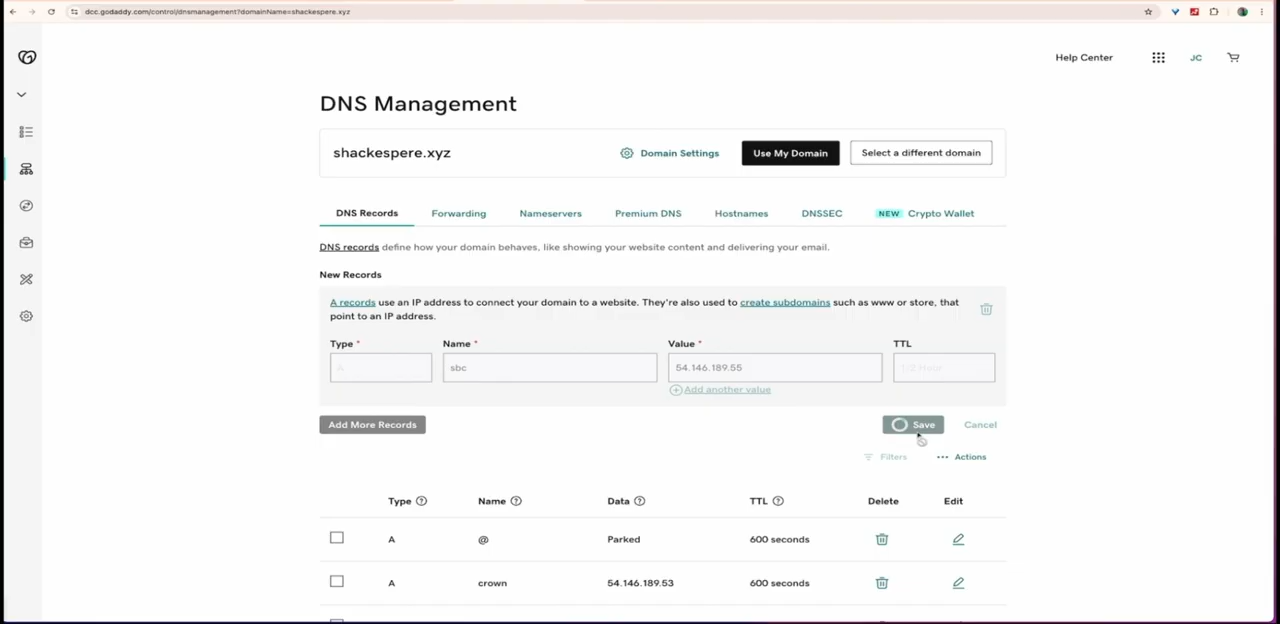 dcc.godaddy.com/control/dnsmanagement?domainName=shackespere.xyz
Help Center JC
DNS Management
shackespere.xyz Domain Settings Use My Domain Select a different domain
DNS Records Forwarding Nameservers Premium DNS Hostnames DNSSEC NEW Crypto Wallet
DNS records define how your domain behaves, like showing your website content and delivering your email.
New Records
A records use an IP address to connect your domain to a website. They're also used to create subdomains such as www or store, that
point to an IP address.
Type * Name * Value * TTL
A sbc 54.146.189.55 1/2 Hour
Add another value
Add More Records Save Cancel
Filters Actions
Type Name Data TTL Delete Edit
A @ Parked 600 seconds
A crown 54.146.189.53 600 seconds